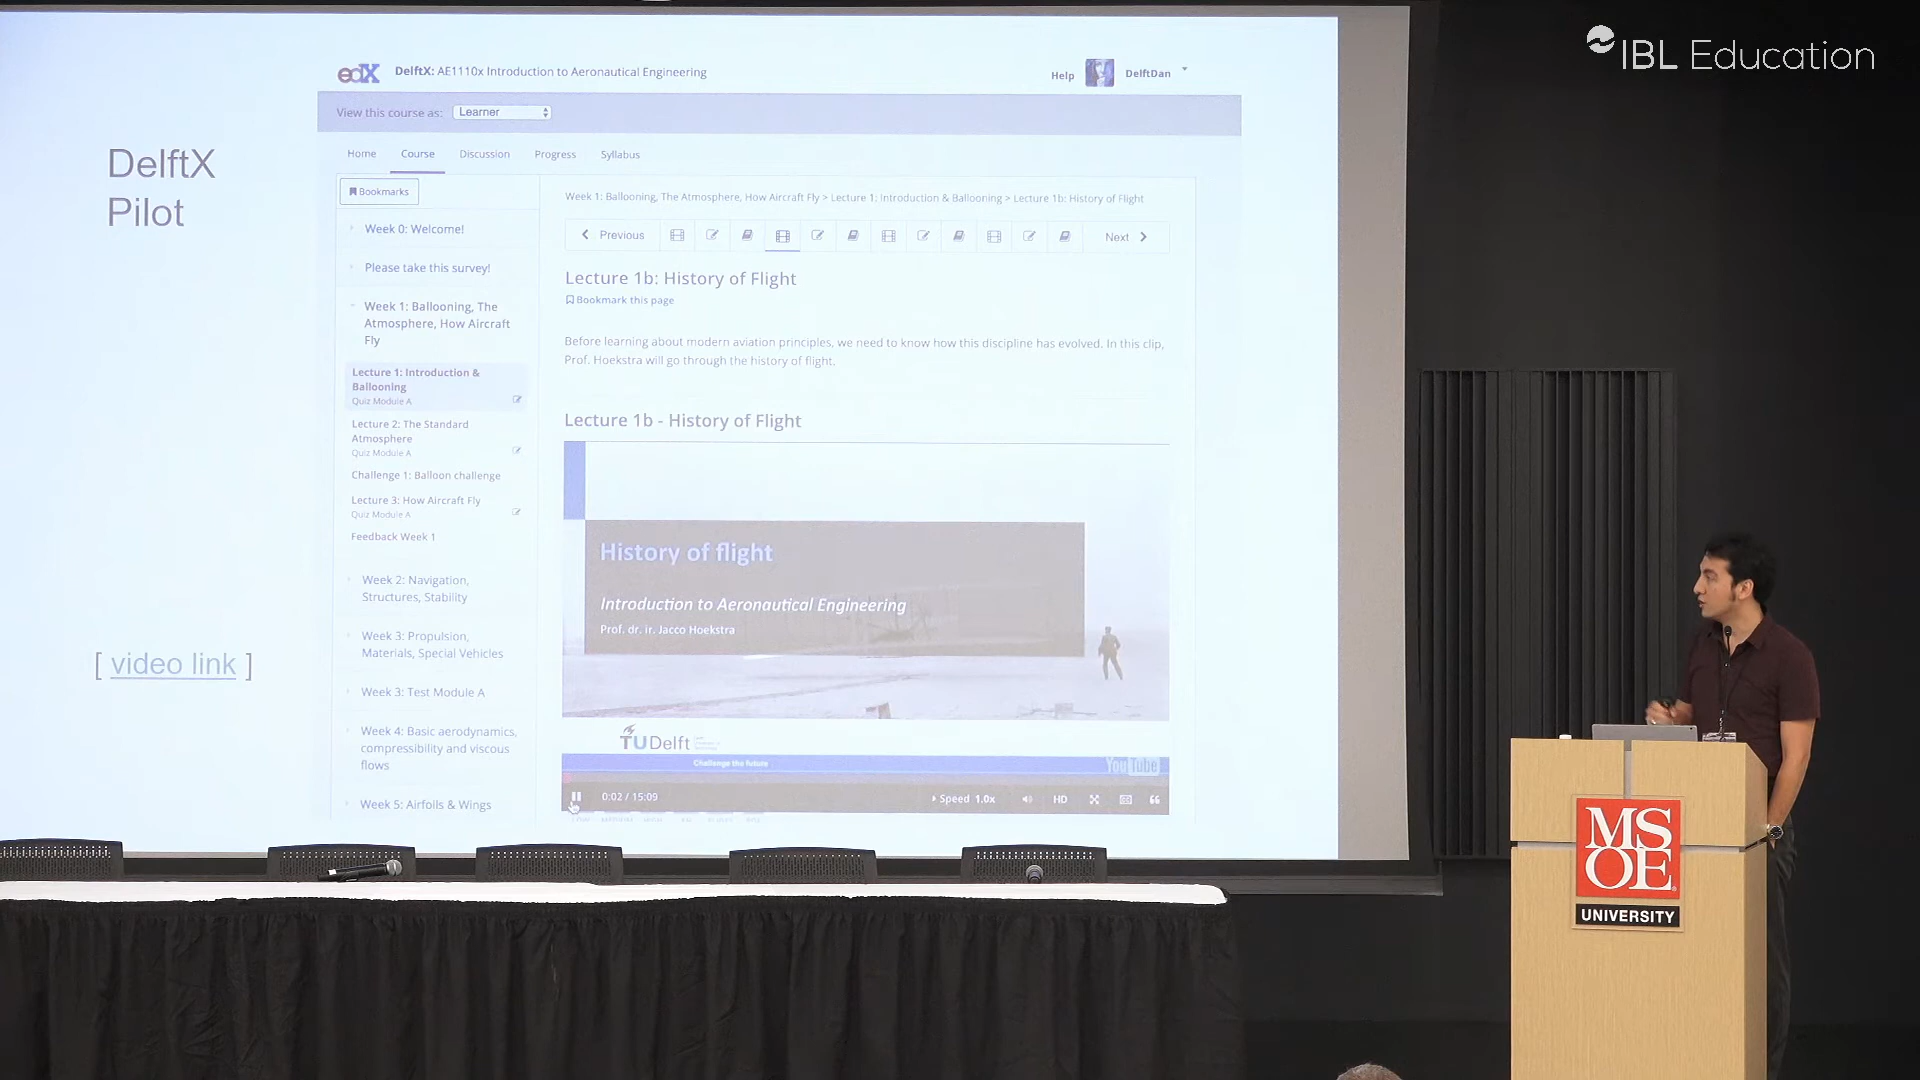 IBL Education
edX DelftX: AE1110x Introduction to Aeronautical Engineering
Help DelftDan
View this course as: Learner
Home Course Discussion Progress Syllabus
DelftX
Pilot
[ video link ]
Bookmarks
Week 0: Welcome!
Please take this survey!
Week 1: Ballooning, The
Atmosphere, How Aircraft
Fly
Lecture 1: Introduction &
Ballooning
Quiz Module A
Lecture 2: The Standard
Atmosphere
Quiz Module A
Challenge 1: Balloon challenge
Lecture 3: How Aircraft Fly
Quiz Module A
Feedback Week 1
Week 2: Navigation,
Structures, Stability
Week 3: Propulsion,
Materials, Special Vehicles
Week 3: Test Module A
Week 4: Basic aerodynamics,
compressibility and viscous
flows
Week 5: Airfoils & Wings
Week 1: Ballooning, The Atmosphere, How Aircraft Fly > Lecture 1: Introduction & Ballooning > Lecture 1b: History of Flight
Previous Next
Lecture 1b: History of Flight
Bookmark this page
Before learning about modern aviation principles, we need to know how this discipline has evolved. In this clip,
Prof. Hoekstra will go through the history of flight.
Lecture 1b - History of Flight
History of flight
Introduction to Aeronautical Engineering
Prof. dr. ir. Jacco Hoekstra
TUDelft
Challenge the future
YouTube
0:02 / 15:09 Speed 1.0x HD
MS
OE
UNIVERSITY